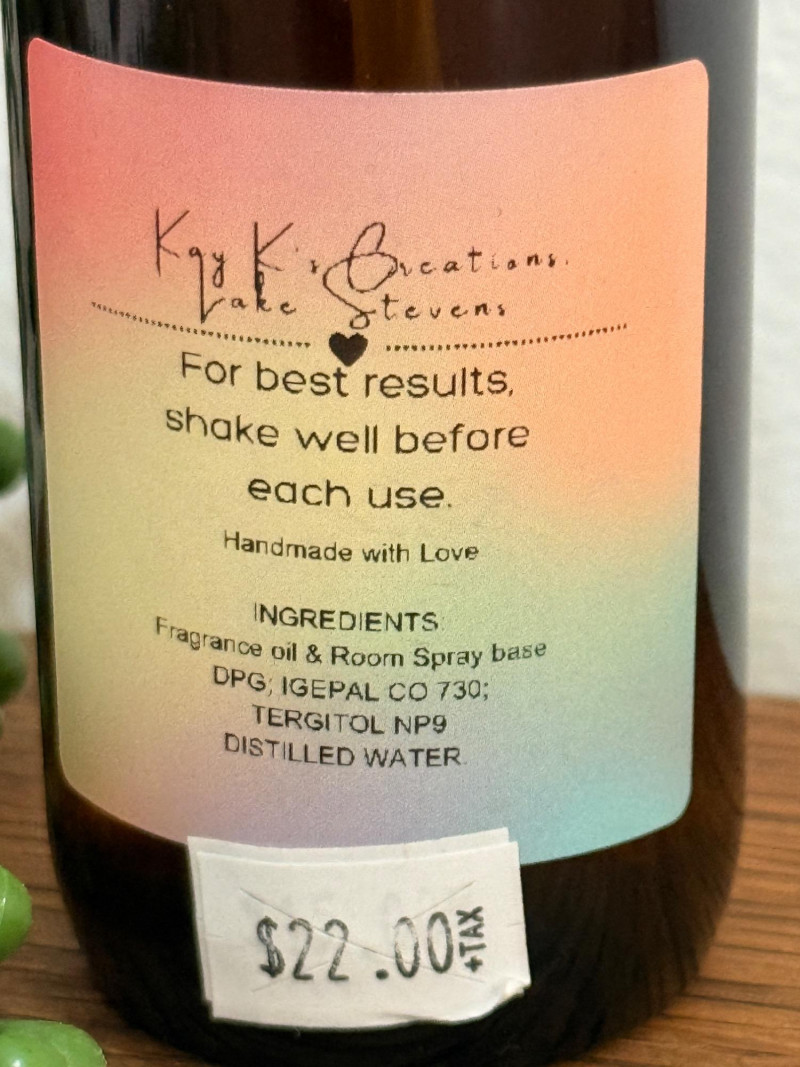 Kay K's Creations.
Lake Stevens
For best results,
shake well before
each use.
Handmade with Love
INGREDIENTS:
Fragrance oil & Room Spray base
DPG; IGEPAL CO 730;
TERGITOL NP9
DISTILLED WATER.
$22.00 +TAX